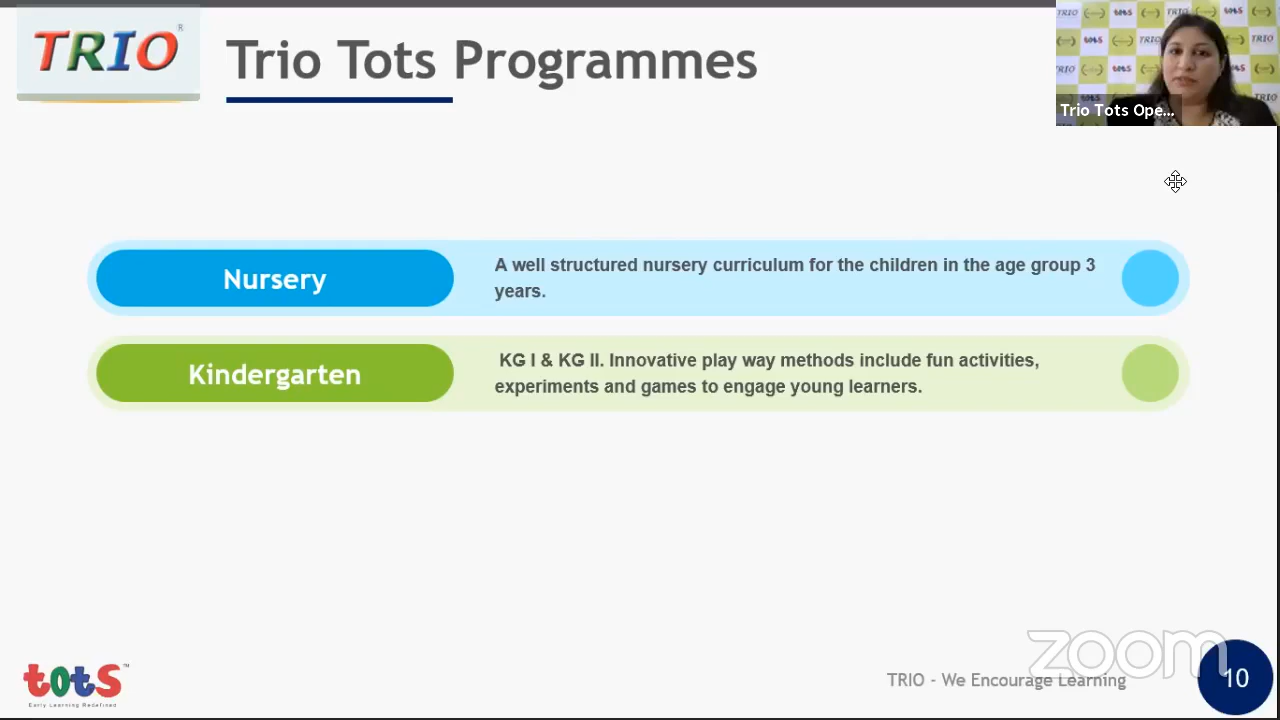 TRIO
®
Trio Tots Programmes
Trio Tots Ope...
Nursery
A well structured nursery curriculum for the children in the age group 3
years.
Kindergarten
KG I & KG II. Innovative play way methods include fun activities,
experiments and games to engage young learners.
tots™
Early Learning Redefined
TRIO - We Encourage Learning
zoom
10